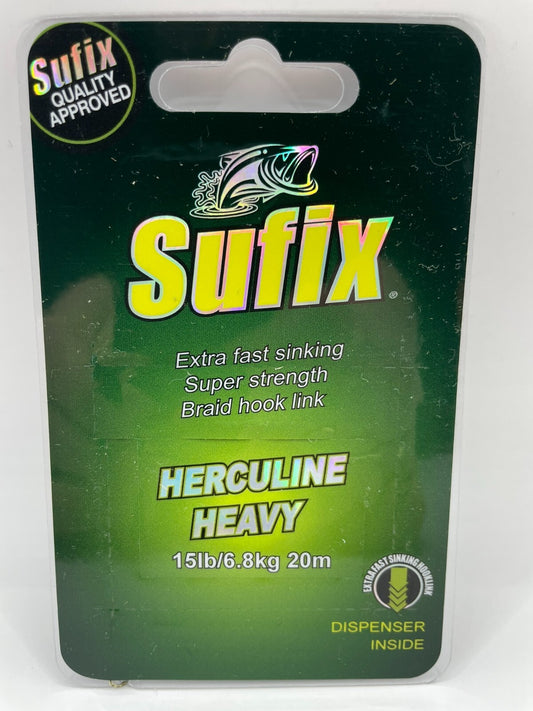 Sufix
QUALITY
APPROVED
Sufix®
Extra fast sinking
Super strength
Braid hook link
HERCULINE
HEAVY
15lb/6.8kg 20m
EXTRA FAST SINKING HOOKLINK
DISPENSER
INSIDE